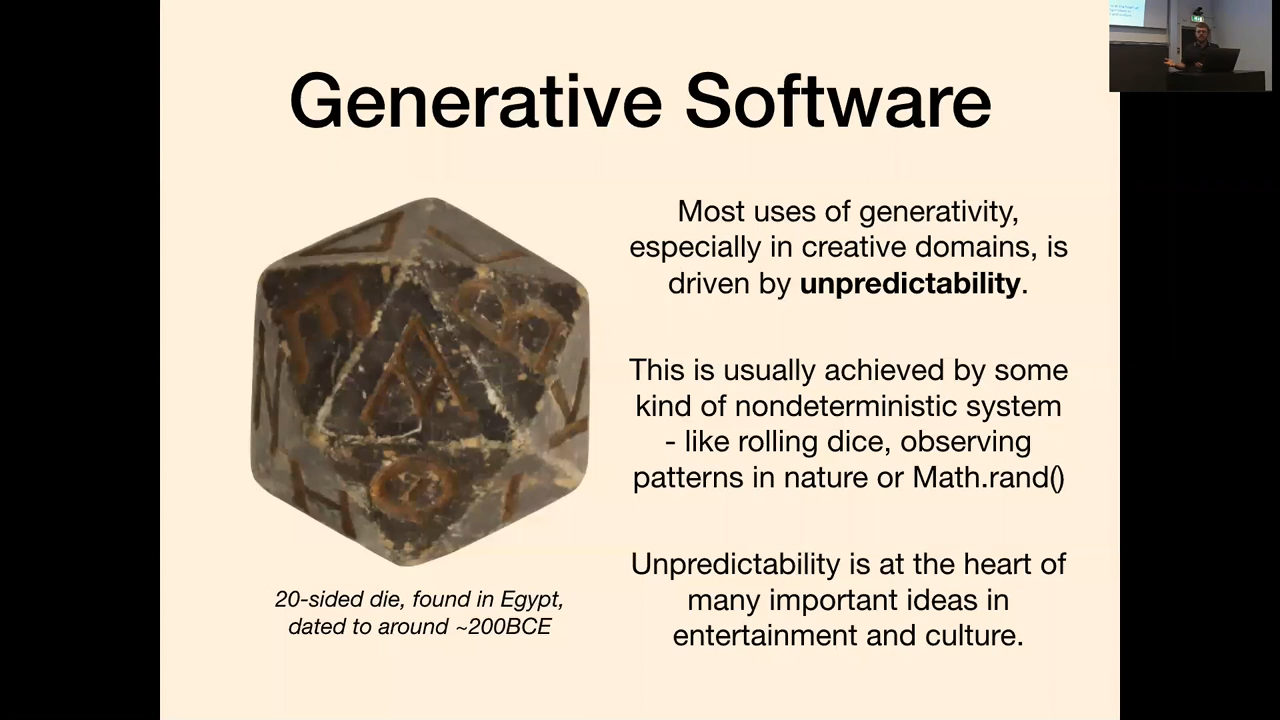 Generative Software
Most uses of generativity,
especially in creative domains, is
driven by unpredictability.
This is usually achieved by some
kind of nondeterministic system
- like rolling dice, observing
patterns in nature or Math.rand()
Unpredictability is at the heart of
many important ideas in
entertainment and culture.
20-sided die, found in Egypt,
dated to around ~200BCE